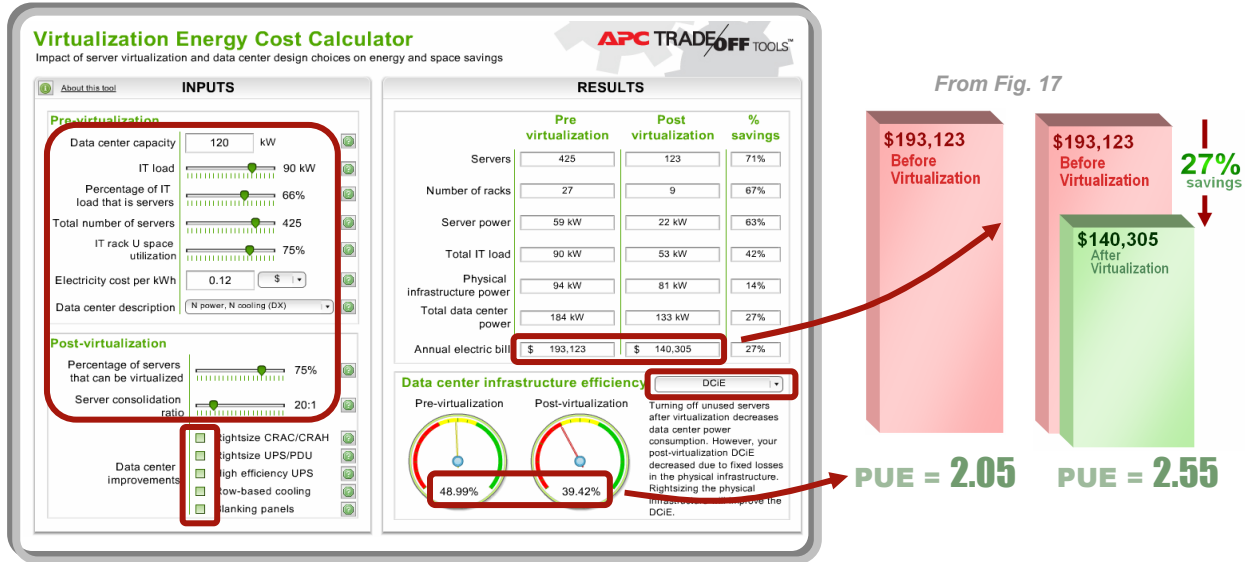 Virtualization Energy Cost Calculator
Impact of server virtualization and data center design choices on energy and space savings
APC TRADE/OFF TOOLS™
About this tool
INPUTS
Pre-virtualization
Data center capacity 120 kW
IT load 90 kW
Percentage of IT
load that is servers 66%
Total number of servers 425
IT rack U space
utilization 75%
Electricity cost per kWh 0.12 $
Data center description N power, N cooling (DX)
Post-virtualization
Percentage of servers
that can be virtualized 75%
Server consolidation
ratio 20:1
Data center
improvements
Rightsize CRAC/CRAH
Rightsize UPS/PDU
High efficiency UPS
Row-based cooling
Blanking panels
RESULTS
Pre
virtualization
Post
virtualization
%
savings
Servers 425 123 71%
Number of racks 27 9 67%
Server power 59 kW 22 kW 63%
Total IT load 90 kW 53 kW 42%
Physical
infrastructure power 94 kW 81 kW 14%
Total data center
power 184 kW 133 kW 27%
Annual electric bill $ 193,123 $ 140,305 27%
Data center infrastructure efficiency DCiE
Pre-virtualization
48.99%
Post-virtualization
39.42%
Turning off unused servers
after virtualization decreases
data center power
consumption. However, your
post-virtualization DCiE
decreased due to fixed losses
in the physical infrastructure.
Rightsizing the physical
infrastructure will improve the
DCiE.
From Fig. 17
$193,123
Before
Virtualization
PUE = 2.05
$193,123
Before
Virtualization
27%
savings
$140,305
After
Virtualization
PUE = 2.55